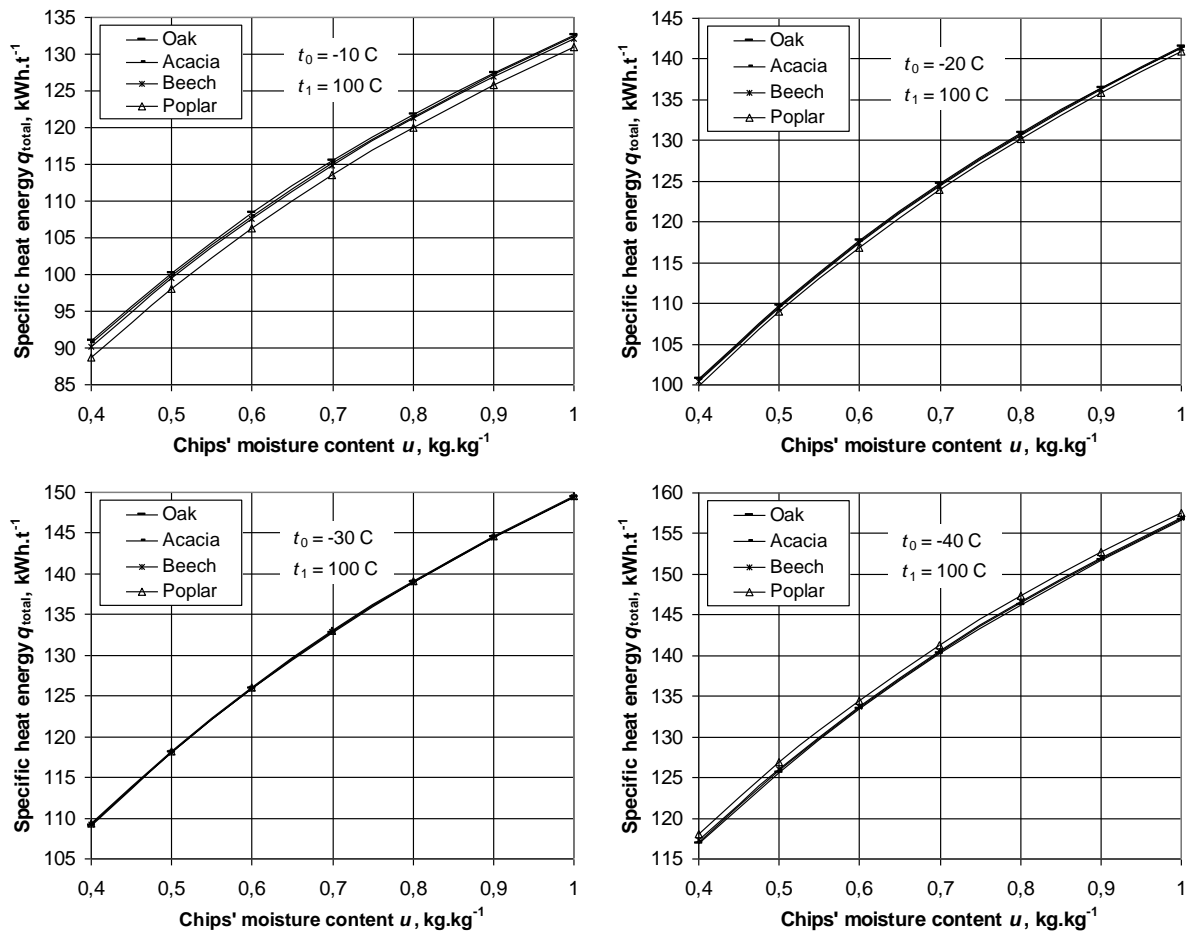 Specific heat energy q_total, kWh.t⁻¹
135
130
125
120
115
110
105
100
95
90
85
Oak
Acacia
Beech
Poplar
t₀ = -10 C
t₁ = 100 C
0,4 0,5 0,6 0,7 0,8 0,9 1
Chips' moisture content u, kg.kg⁻¹
Specific heat energy q_total, kWh.t⁻¹
145
140
135
130
125
120
115
110
105
100
Oak
Acacia
Beech
Poplar
t₀ = -20 C
t₁ = 100 C
0,4 0,5 0,6 0,7 0,8 0,9 1
Chips' moisture content u, kg.kg⁻¹
Specific heat energy q_total, kWh.t⁻¹
150
145
140
135
130
125
120
115
110
105
Oak
Acacia
Beech
Poplar
t₀ = -30 C
t₁ = 100 C
0,4 0,5 0,6 0,7 0,8 0,9 1
Chips' moisture content u, kg.kg⁻¹
Specific heat energy q_total, kWh.t⁻¹
160
155
150
145
140
135
130
125
120
115
Oak
Acacia
Beech
Poplar
t₀ = -40 C
t₁ = 100 C
0,4 0,5 0,6 0,7 0,8 0,9 1
Chips' moisture content u, kg.kg⁻¹